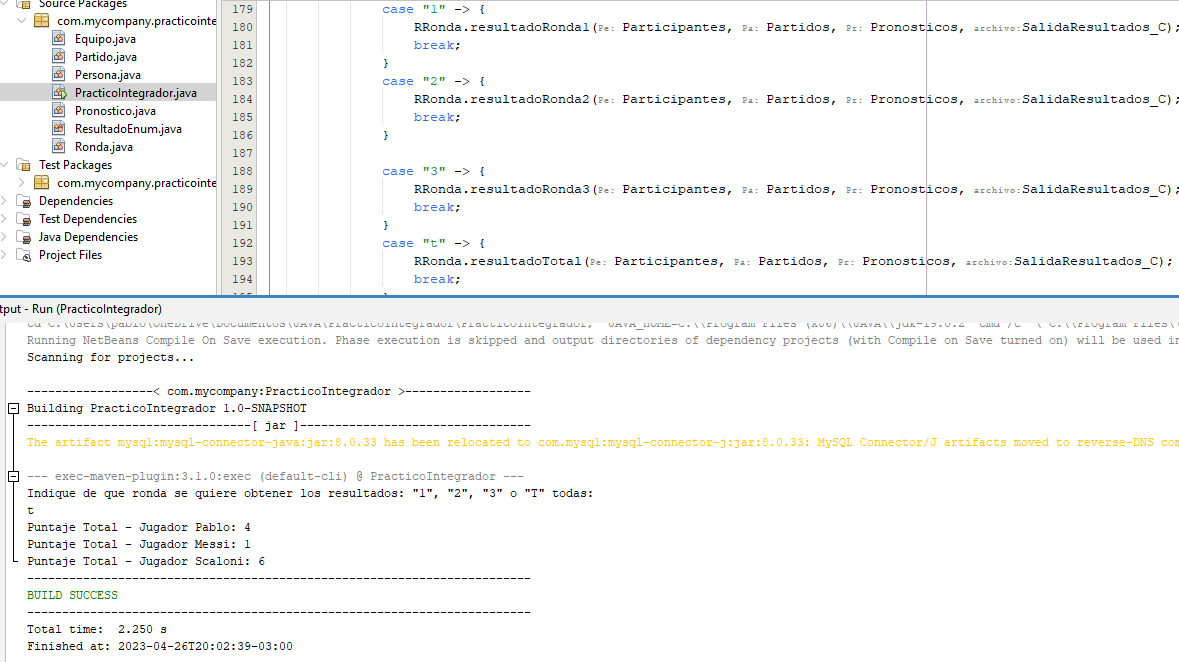 Source Packages
com.mycompany.practicointe
Equipo.java
Partido.java
Persona.java
PracticoIntegrador.java
Pronostico.java
ResultadoEnum.java
Ronda.java
Test Packages
com.mycompany.practicointe
Dependencies
Test Dependencies
Java Dependencies
Project Files
179 case "1" -> {
180 RRonda.resultadoRonda1(Pe: Participantes, Pa: Partidos, Pr: Pronosticos, archivo:SalidaResultados_C);
181 break;
182 }
183 case "2" -> {
184 RRonda.resultadoRonda2(Pe: Participantes, Pa: Partidos, Pr: Pronosticos, archivo:SalidaResultados_C);
185 break;
186 }
187
188 case "3" -> {
189 RRonda.resultadoRonda3(Pe: Participantes, Pa: Partidos, Pr: Pronosticos, archivo:SalidaResultados_C);
190 break;
191 }
192 case "t" -> {
193 RRonda.resultadoTotal(Pe: Participantes, Pa: Partidos, Pr: Pronosticos, archivo:SalidaResultados_C);
194 break;
tput - Run (PracticoIntegrador)
Running NetBeans Compile On Save execution. Phase execution is skipped and output directories of dependency projects (with Compile on Save turned on) will be used in
Scanning for projects...
------------------< com.mycompany:PracticoIntegrador >------------------
Building PracticoIntegrador 1.0-SNAPSHOT
--------------------------------[ jar ]---------------------------------
The artifact mysql:mysql-connector-java:jar:8.0.33 has been relocated to com.mysql:mysql-connector-j:jar:8.0.33: MySQL Connector/J artifacts moved to reverse-DNS com
--- exec-maven-plugin:3.1.0:exec (default-cli) @ PracticoIntegrador ---
Indique de que ronda se quiere obtener los resultados: "1", "2", "3" o "T" todas:
t
Puntaje Total - Jugador Pablo: 4
Puntaje Total - Jugador Messi: 1
Puntaje Total - Jugador Scaloni: 6
------------------------------------------------------------------------
BUILD SUCCESS
------------------------------------------------------------------------
Total time:  2.250 s
Finished at: 2023-04-26T20:02:39-03:00